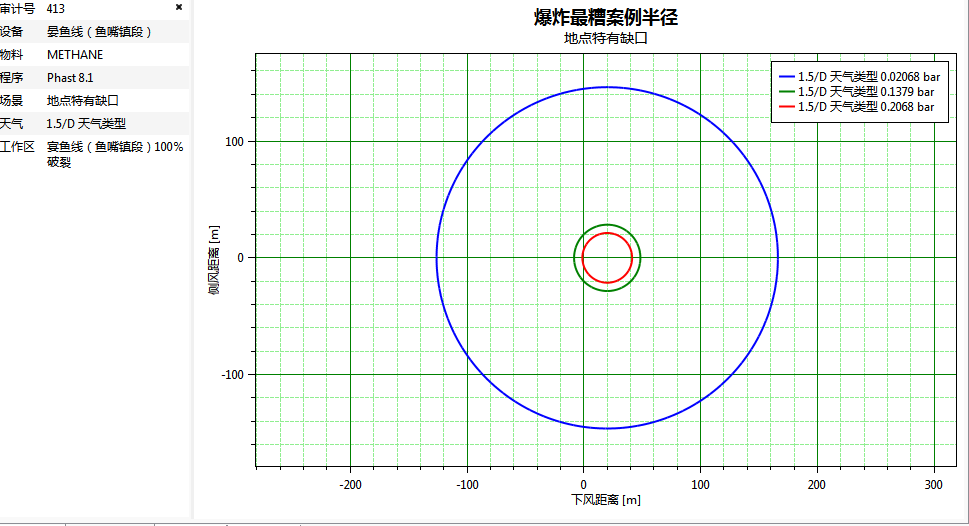 审计号 413
设备 晏鱼线（鱼嘴镇段）
物料 METHANE
程序 Phast 8.1
场景 地点特有缺口
天气 1.5/D 天气类型
工作区 宴鱼线（鱼嘴镇段）100%
破裂
爆炸最糟案例半径
地点特有缺口
1.5/D 天气类型 0.02068 bar
1.5/D 天气类型 0.1379 bar
1.5/D 天气类型 0.2068 bar
100
0
-100
侧风距离 [m]
-200 -100 0 100 200 300
下风距离 [m]